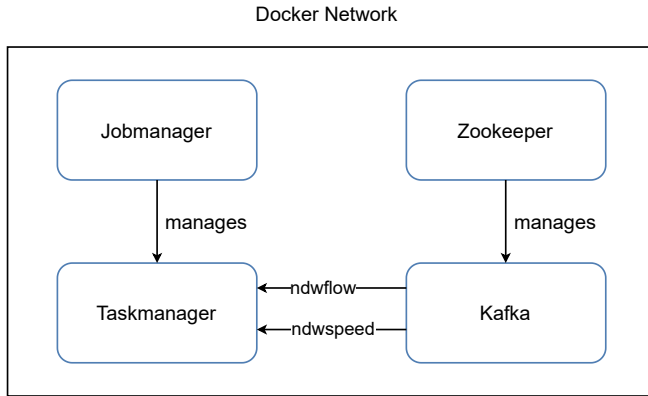 Docker Network
Jobmanager
Zookeeper
manages
manages
Taskmanager
ndwflow
ndwspeed
Kafka